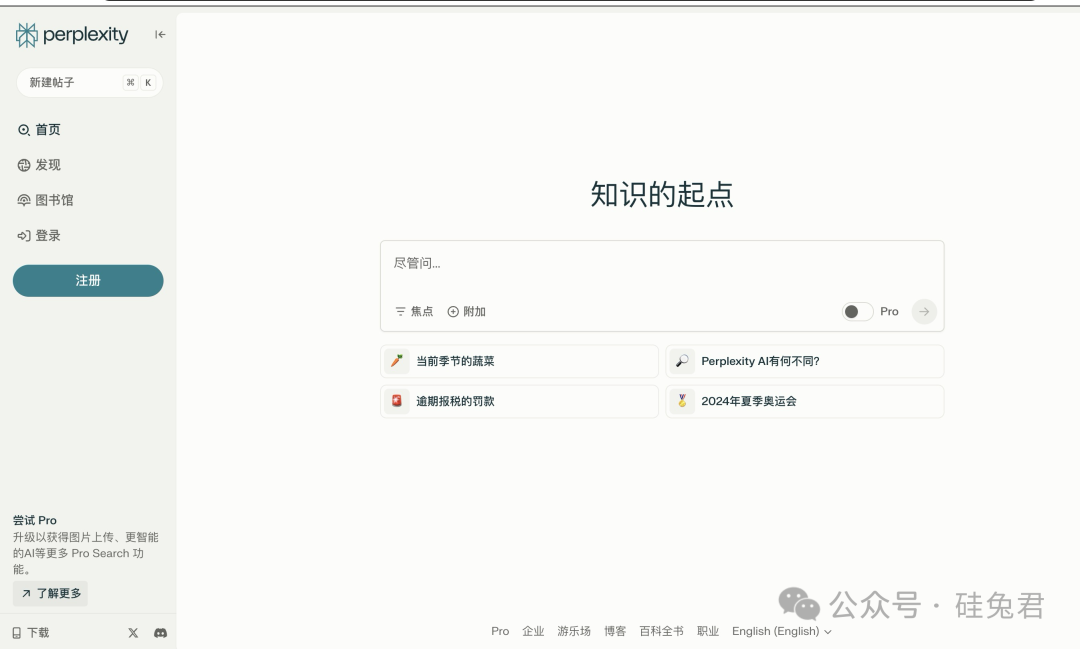 perplexity
新建帖子 ⌘ K
首页
发现
图书馆
登录
注册
知识的起点
尽管问...
焦点 附加 Pro
当前季节的蔬菜
Perplexity AI有何不同?
逾期报税的罚款
2024年夏季奥运会
尝试 Pro
升级以获得图片上传、更智能
的AI等更多 Pro Search 功
能。
了解更多
下载
Pro 企业 游乐场 博客 百科全书 职业 English (English)
公众号 · 硅兔君